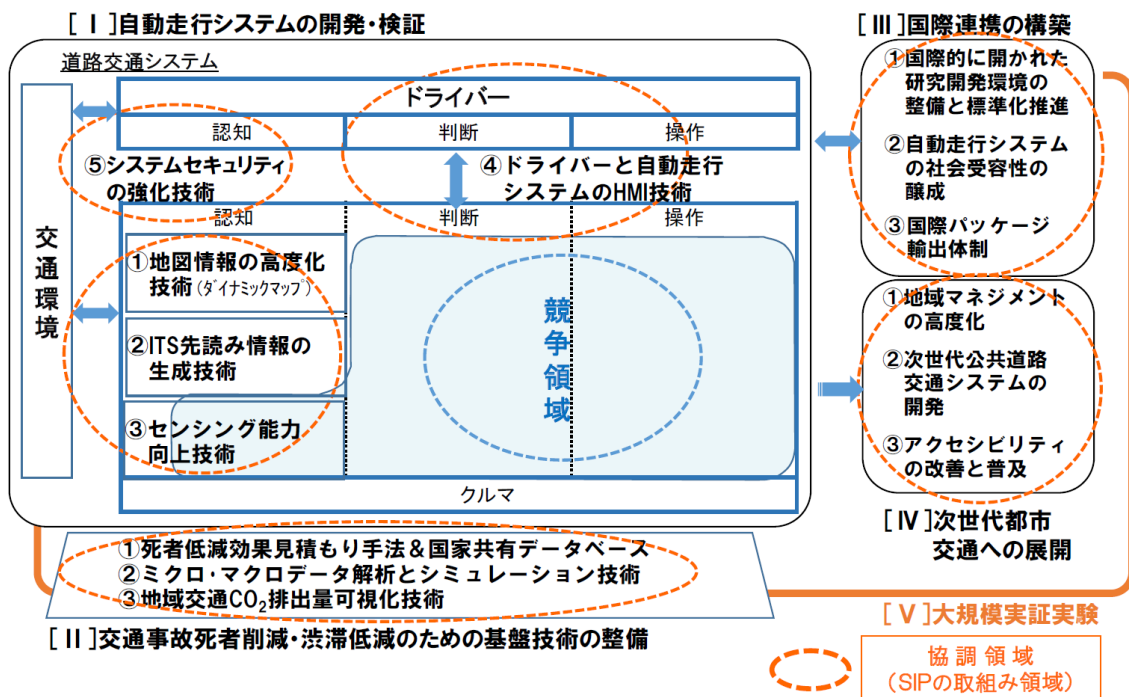 [Ⅰ]自動走行システムの開発・検証
道路交通システム
交通環境
ドライバー
認知
判断
操作
⑤システムセキュリティ
の強化技術
④ドライバーと自動走行
システムのHMI技術
認知
判断
操作
①地図情報の高度化
技術(ダイナミックマップ)
②ITS先読み情報の
生成技術
③センシング能力
向上技術
競争領域
クルマ
[Ⅲ]国際連携の構築
①国際的に開かれた
研究開発環境の
整備と標準化推進
②自動走行システム
の社会受容性の
醸成
③国際パッケージ
輸出体制
①地域マネジメント
の高度化
②次世代公共道路
交通システムの
開発
③アクセシビリティ
の改善と普及
[Ⅳ]次世代都市
交通への展開
①死者低減効果見積もり手法&国家共有データベース
②ミクロ・マクロデータ解析とシミュレーション技術
③地域交通CO₂排出量可視化技術
[Ⅱ]交通事故死者削減・渋滞低減のための基盤技術の整備
[Ⅴ]大規模実証実験
協調領域
(SIPの取組み領域)